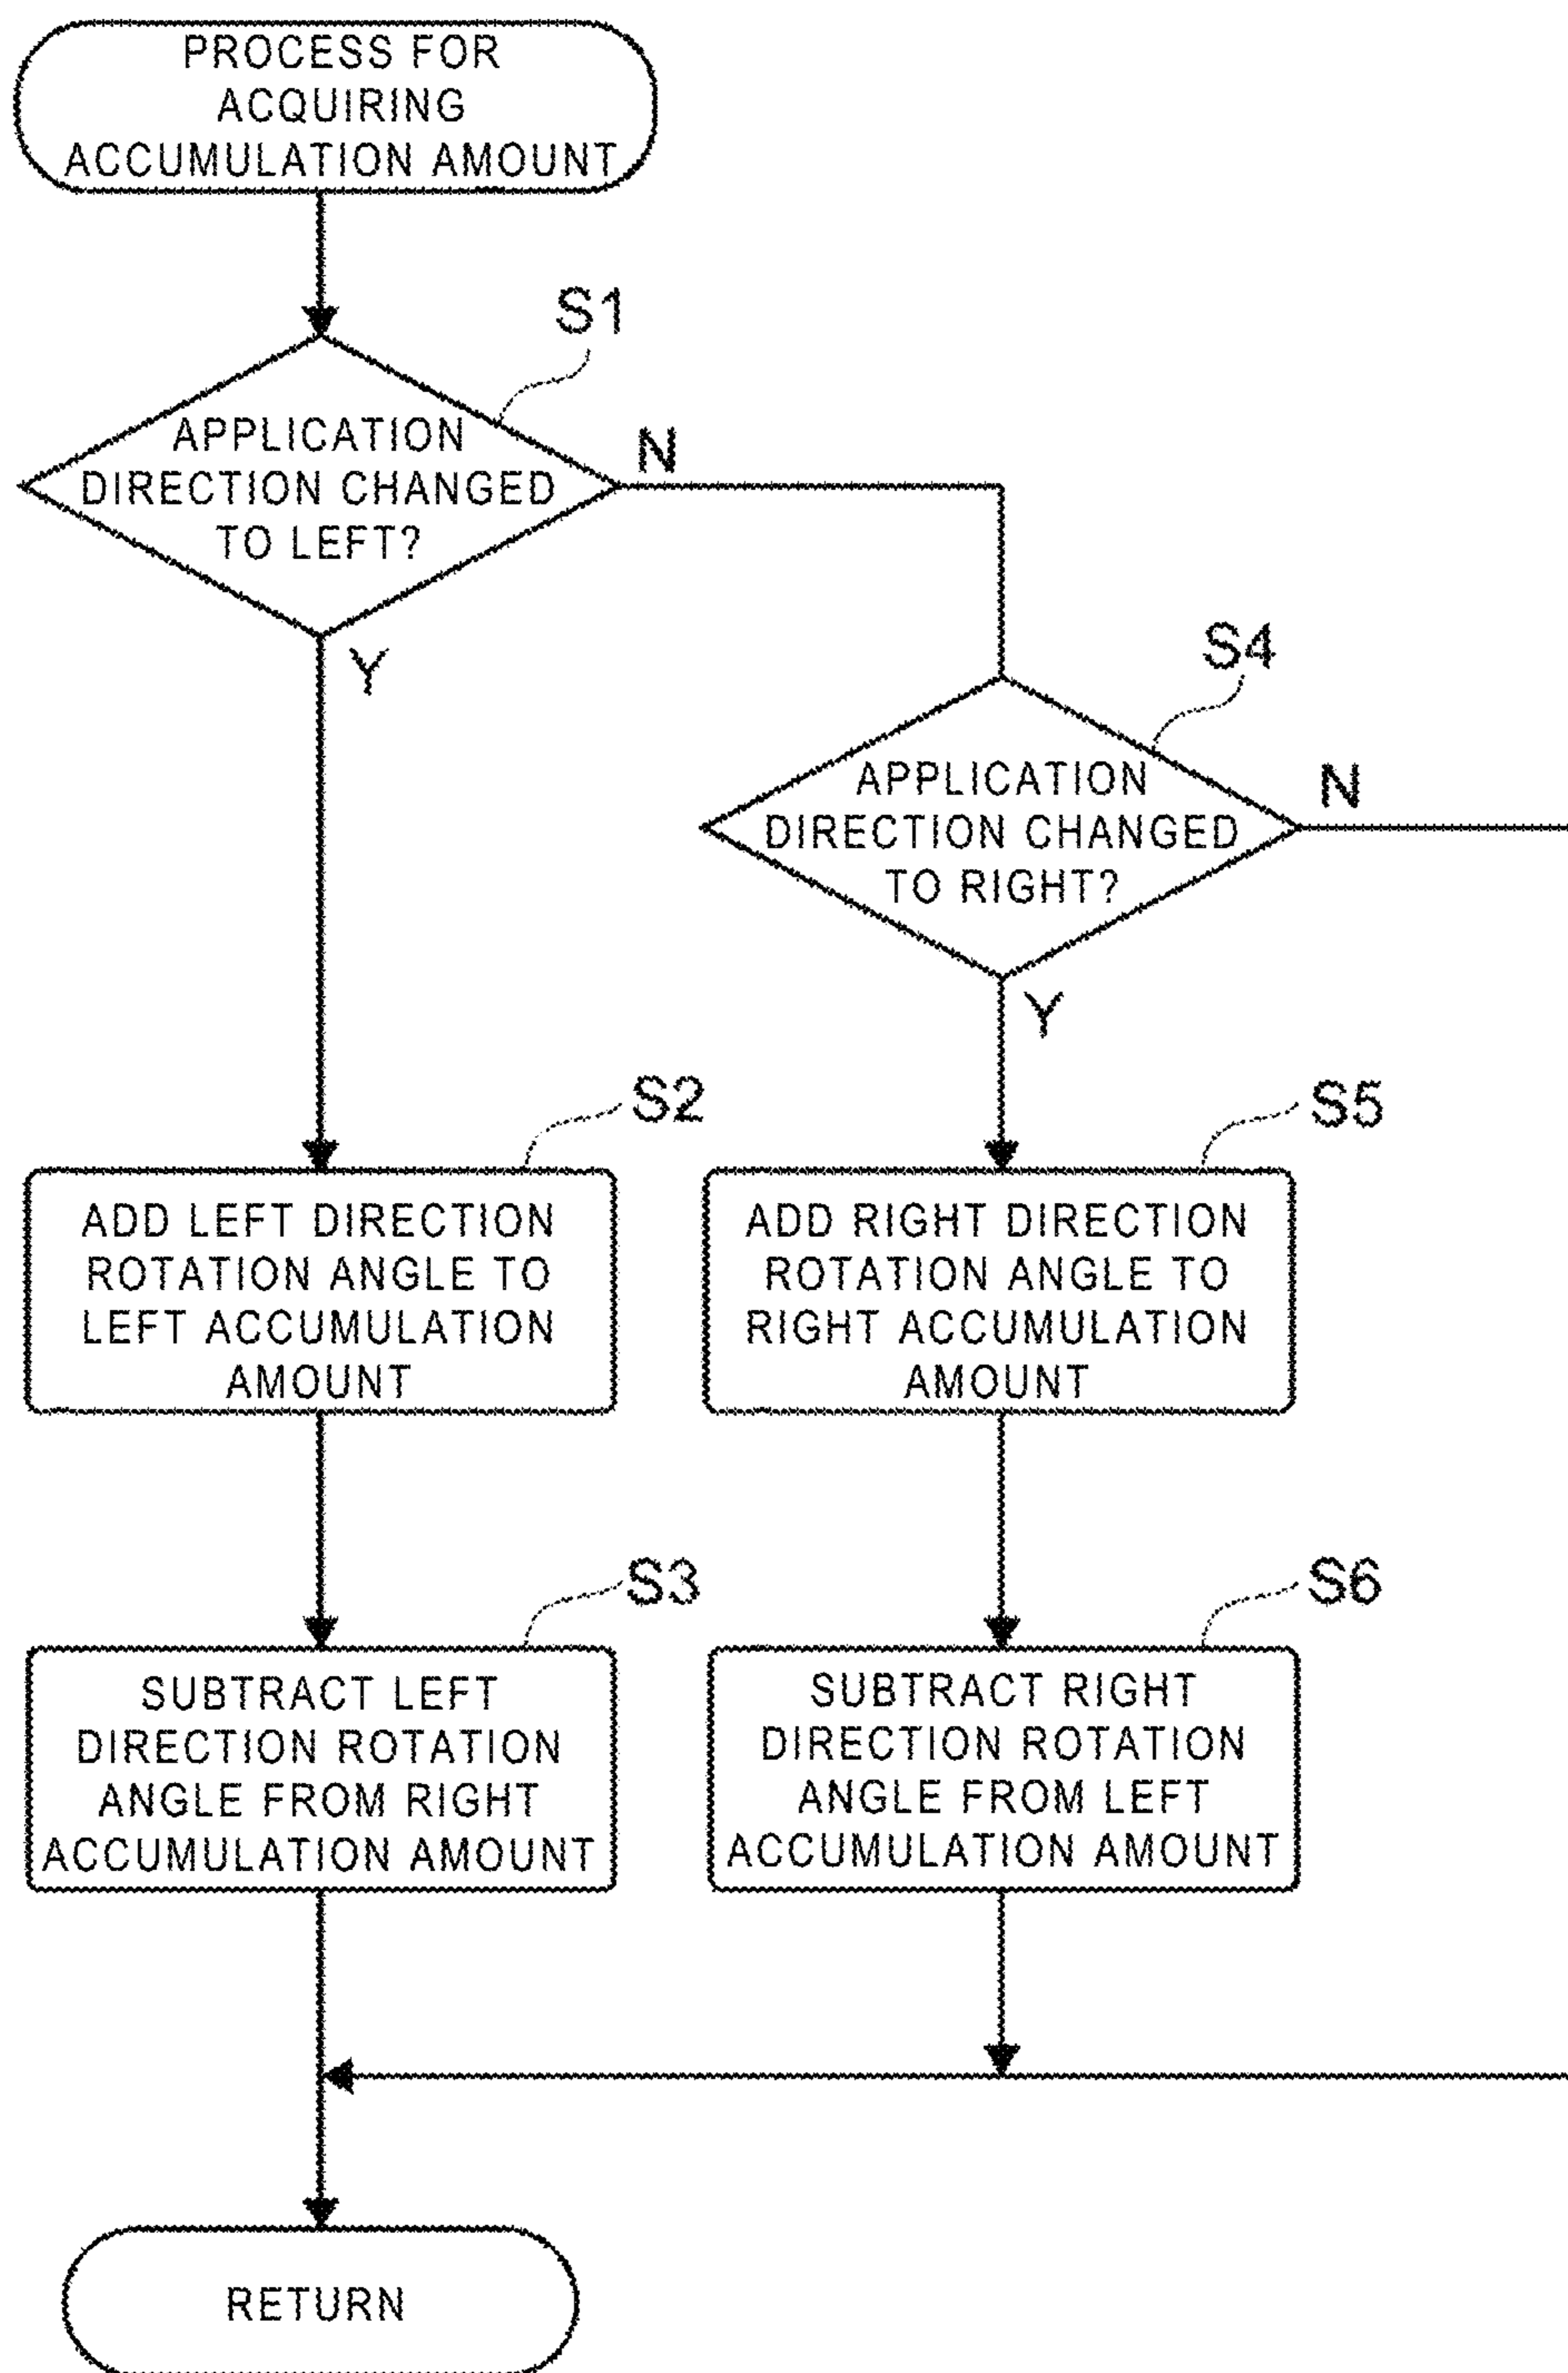 PROCESS FOR
ACQUIRING
ACCUMULATION AMOUNT
S1
APPLICATION
DIRECTION CHANGED
TO LEFT?
N
Y
S4
APPLICATION
DIRECTION CHANGED
TO RIGHT?
N
Y
S2
ADD LEFT DIRECTION
ROTATION ANGLE TO
LEFT ACCUMULATION
AMOUNT
S5
ADD RIGHT DIRECTION
ROTATION ANGLE TO
RIGHT ACCUMULATION
AMOUNT
S3
SUBTRACT LEFT
DIRECTION ROTATION
ANGLE FROM RIGHT
ACCUMULATION AMOUNT
S6
SUBTRACT RIGHT
DIRECTION ROTATION
ANGLE FROM LEFT
ACCUMULATION AMOUNT
RETURN